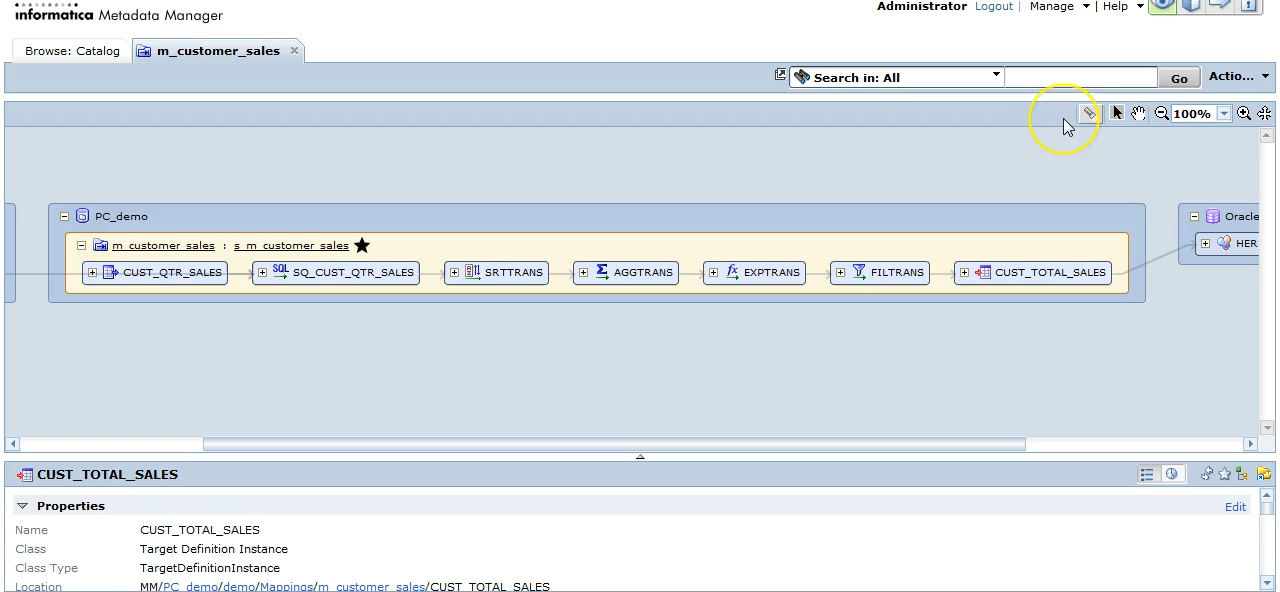 informatica Metadata Manager
Administrator Logout | Manage | Help
Browse: Catalog m_customer_sales
Search in: All Go Actio...
100%
PC_demo Oracle
m_customer_sales : s_m_customer_sales HER
CUST_QTR_SALES SQL SQ_CUST_QTR_SALES SRTTRANS Σ AGGTRANS fx EXPTRANS FILTRANS CUST_TOTAL_SALES
CUST_TOTAL_SALES
Properties Edit
Name CUST_TOTAL_SALES
Class Target Definition Instance
Class Type TargetDefinitionInstance
Location MM/PC_demo/demo/Mappings/m_customer_sales/CUST_TOTAL_SALES